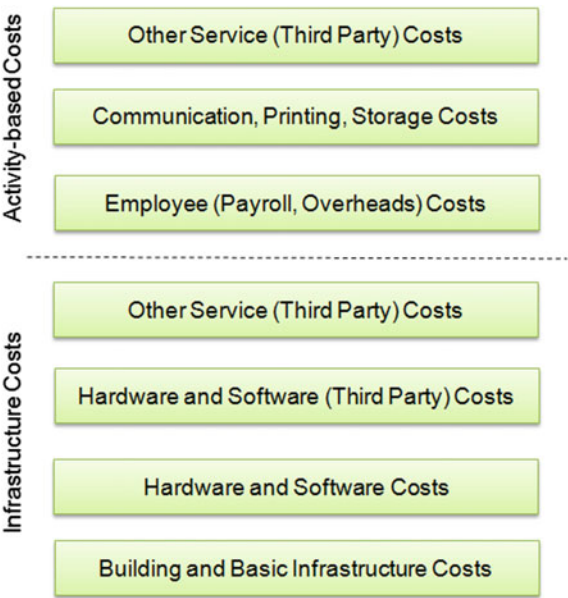 Activity-based Costs
Other Service (Third Party) Costs
Communication, Printing, Storage Costs
Employee (Payroll, Overheads) Costs
Infrastructure Costs
Other Service (Third Party) Costs
Hardware and Software (Third Party) Costs
Hardware and Software Costs
Building and Basic Infrastructure Costs